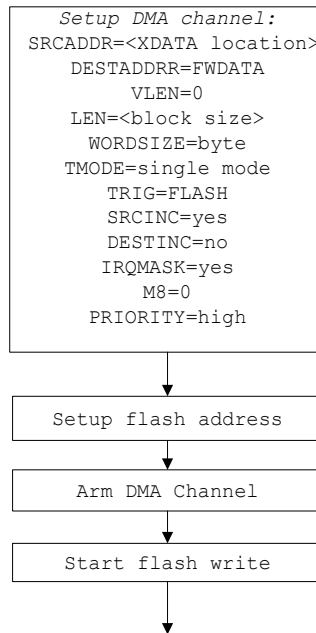 Setup DMA channel:
SRCADDR=<XDATA location>
DESTADDRR=FWDATA
VLEN=0
LEN=<block size>
WORDSIZE=byte
TMODE=single mode
TRIG=FLASH
SRCINC=yes
DESTINC=no
IRQMASK=yes
M8=0
PRIORITY=high
Setup flash address
Arm DMA Channel
Start flash write